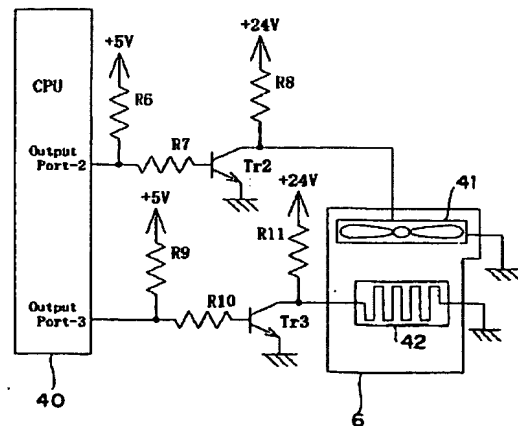 CPU
+5V
R6
+24V
R8
Output
Port-2
R7
Tr2
+5V
R9
+24V
R11
41
Output
Port-3
R10
Tr3
42
40
6